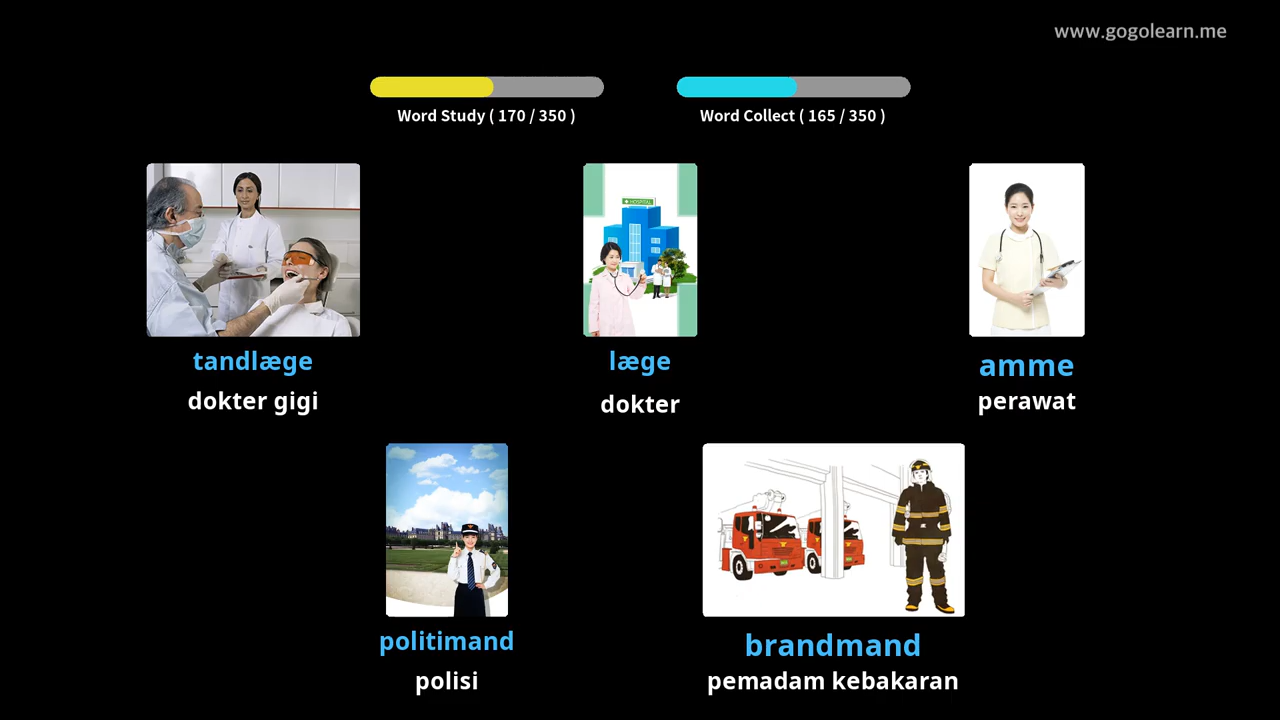 www.gogolearn.me
Word Study ( 170 / 350 )
Word Collect ( 165 / 350 )
HOSPITAL
tandlæge
dokter gigi
læge
dokter
amme
perawat
politimand
polisi
brandmand
pemadam kebakaran